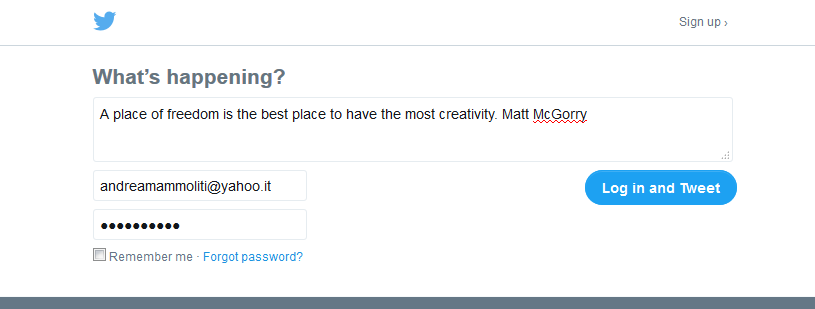 Sign up ›
What's happening?
A place of freedom is the best place to have the most creativity. Matt McGorry
andreamammoliti@yahoo.it
Log in and Tweet
●●●●●●●●●●
Remember me · Forgot password?